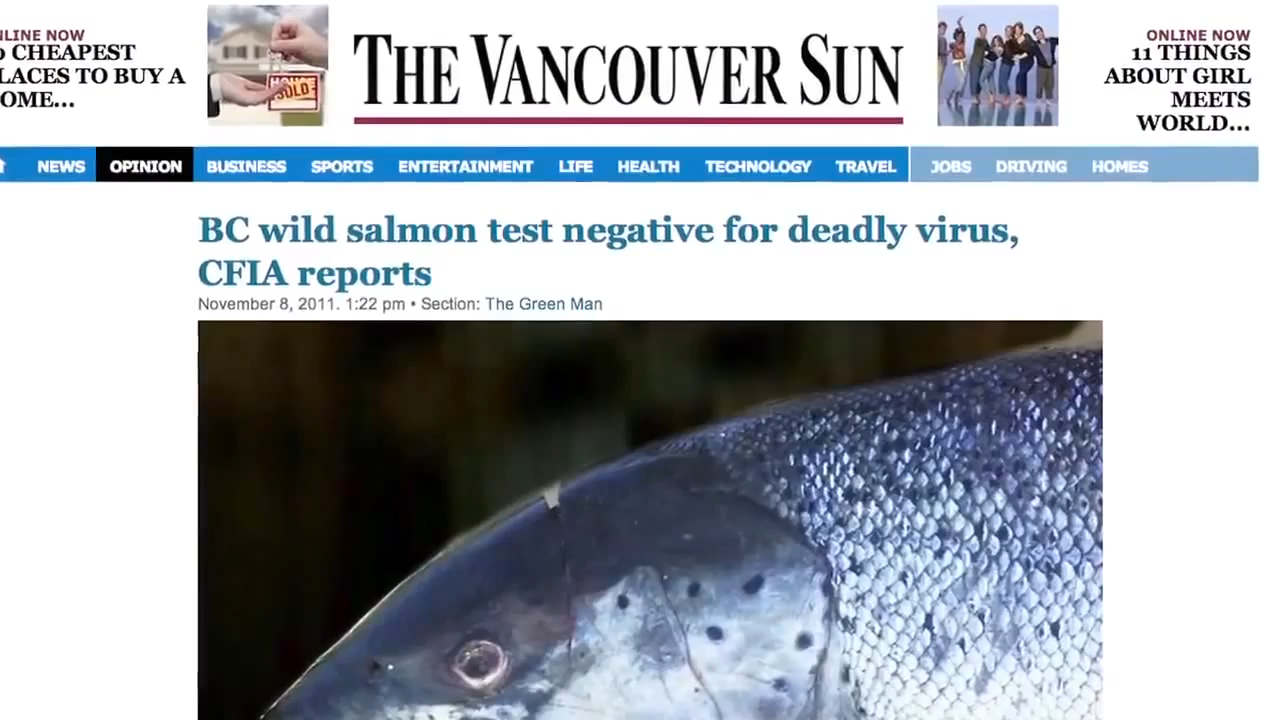 NLINE NOW
CHEAPEST
LACES TO BUY A
OME...
HOUSE
SOLD
THE VANCOUVER SUN
ONLINE NOW
11 THINGS
ABOUT GIRL
MEETS
WORLD...
NEWS OPINION BUSINESS SPORTS ENTERTAINMENT LIFE HEALTH TECHNOLOGY TRAVEL JOBS DRIVING HOMES
BC wild salmon test negative for deadly virus,
CFIA reports
November 8, 2011. 1:22 pm • Section: The Green Man